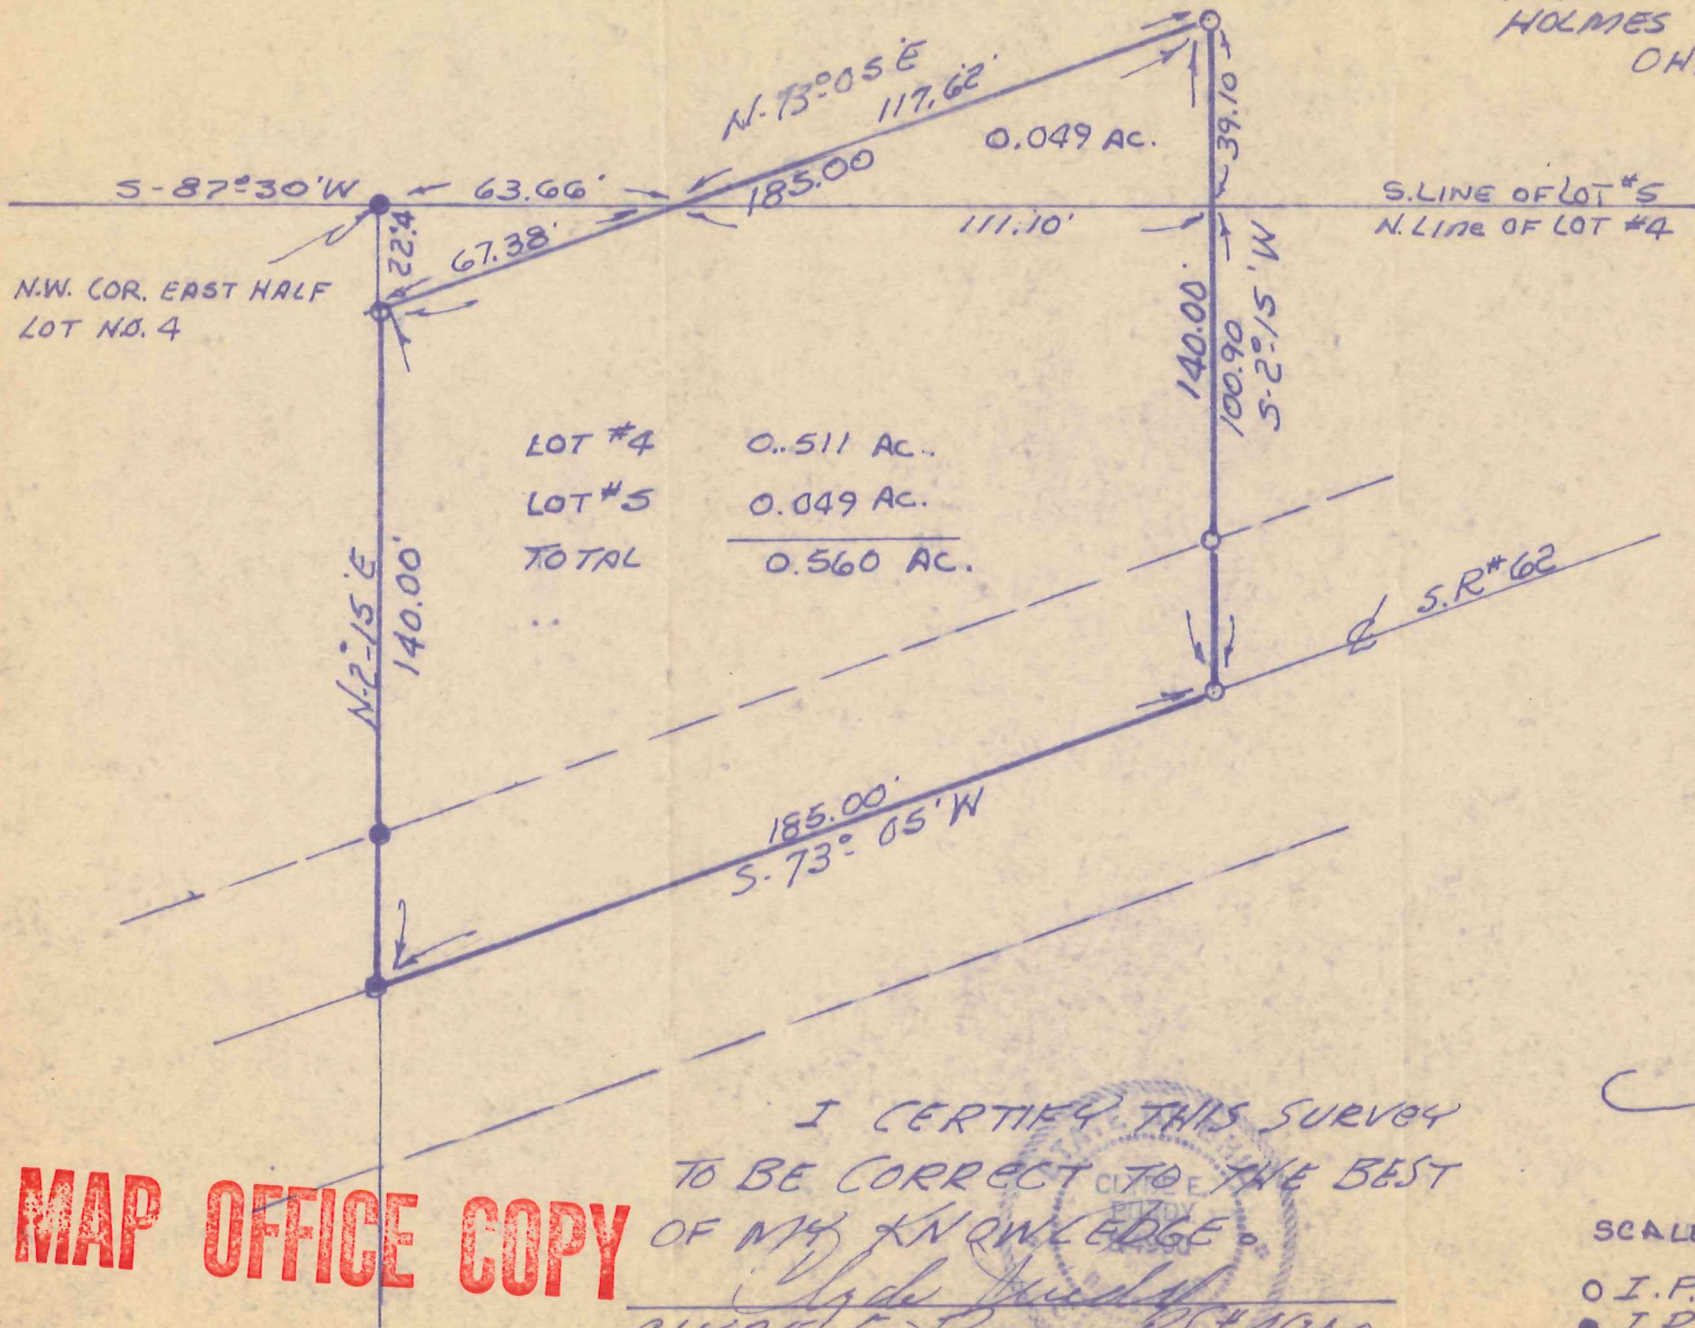 HOLMES
OH
N-73°05'E
117.62'
185.00
0.049 AC.
39.10
S-87°30'W
63.66'
111.10'
S. LINE OF LOT #5
N. LINE OF LOT #4
22.4
67.38'
N.W. COR. EAST HALF
LOT NO. 4
140.00'
100.90
S-2°-15'W
LOT #4 0.511 AC.
LOT #5 0.049 AC.
TOTAL 0.560 AC.
N-2°-15'E
140.00'
S.R #62
185.00'
S-73°05'W
I CERTIFY THIS SURVEY
TO BE CORRECT TO THE BEST
OF MY KNOWLEDGE.
MAP OFFICE COPY
SCALE
I.P.